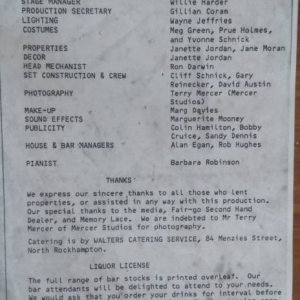 STAGE MANAGER Willie Harder
PRODUCTION SECRETARY Gillian Coram
LIGHTING Wayne Jeffries
COSTUMES Meg Green, Prue Holmes,
and Yvonne Schnick
PROPERTIES Janette Jordan, Jane Moran
DECOR Janette Jordan
HEAD MECHANIST Ron Darwin
SET CONSTRUCTION & CREW Cliff Schnick, Gary
Reinecker, David Austin
PHOTOGRAPHY Terry Mercer (Mercer
Studios)
MAKE-UP Marg Davies
SOUND EFFECTS Marguerite Mooney
PUBLICITY Colin Hamilton, Bobby
Cruice, Sandy Dennis
HOUSE & BAR MANAGERS Alan Egan, Rob Hughes
PIANIST Barbara Robinson
THANKS
We express our sincere thanks to all those who lent
properties, or assisted in any way with this production.
Our special thanks to the media, Fair-go Second Hand
Dealer, and Memory Lace. We are indebted to Mr Terry
Mercer of Mercer Studios for photography.
Catering is by WALTERS CATERING SERVICE, 84 Menzies Street,
North Rockhampton.
LIQUOR LICENSE
The full range of bar stocks is printed overleaf. Our
bar attendants will be delighted to attend to your needs.
We would ask that you order your drinks for interval before